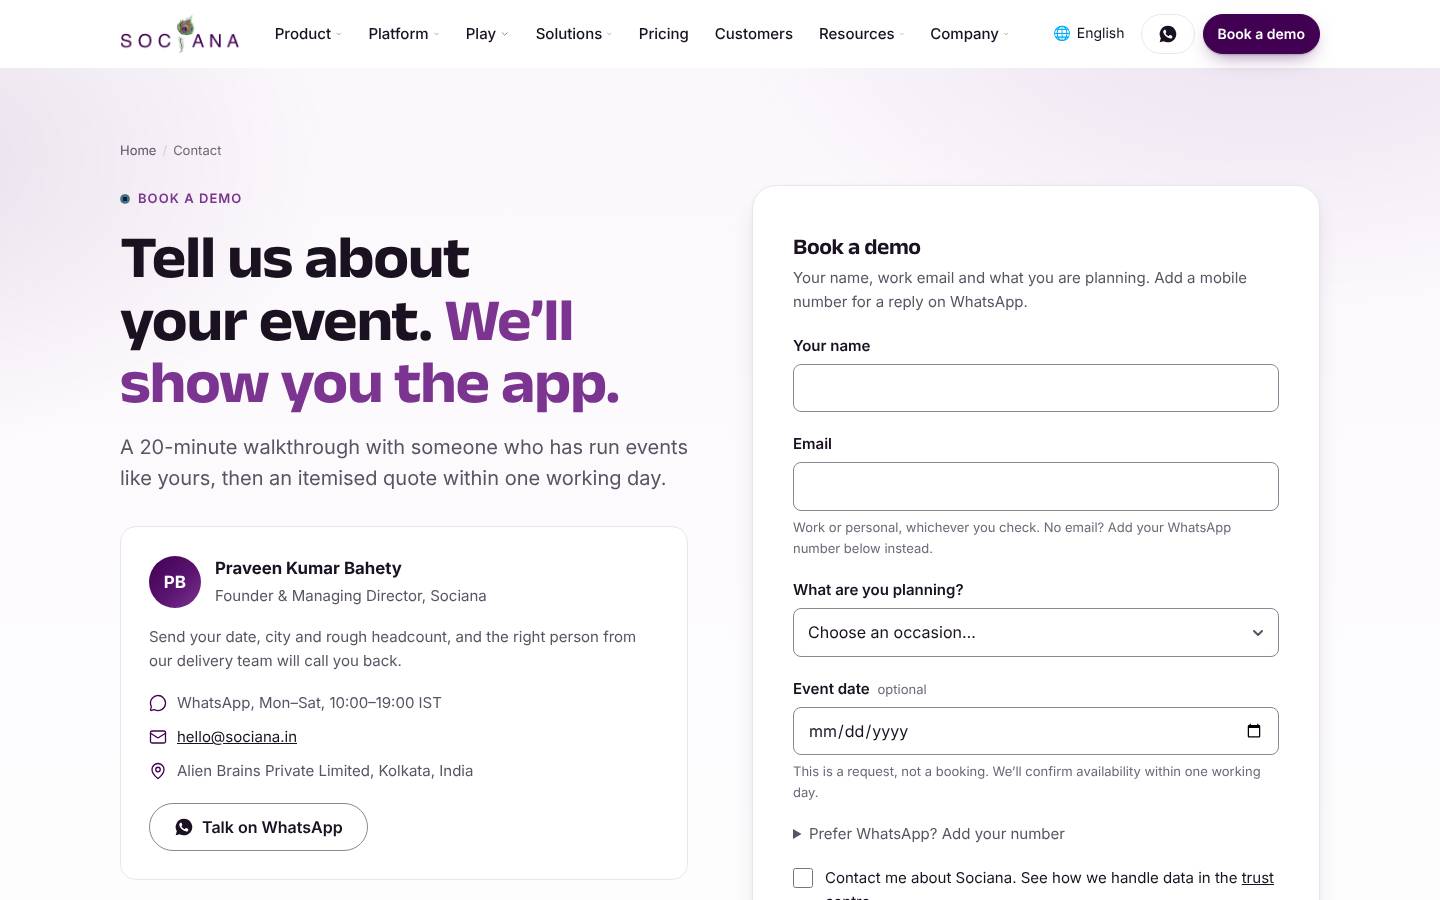 SOCIANA
Product
Platform
Play
Solutions
Pricing
Customers
Resources
Company
English
Book a demo
Home / Contact
BOOK A DEMO
Tell us about
your event. We’ll
show you the app.
A 20-minute walkthrough with someone who has run events
like yours, then an itemised quote within one working day.
PB
Praveen Kumar Bahety
Founder & Managing Director, Sociana
Send your date, city and rough headcount, and the right person from
our delivery team will call you back.
WhatsApp, Mon–Sat, 10:00–19:00 IST
hello@sociana.in
Alien Brains Private Limited, Kolkata, India
Talk on WhatsApp
Book a demo
Your name, work email and what you are planning. Add a mobile
number for a reply on WhatsApp.
Your name
Email
Work or personal, whichever you check. No email? Add your WhatsApp
number below instead.
What are you planning?
Choose an occasion…
Event date optional
mm/dd/yyyy
This is a request, not a booking. We’ll confirm availability within one working
day.
Prefer WhatsApp? Add your number
Contact me about Sociana. See how we handle data in the trust